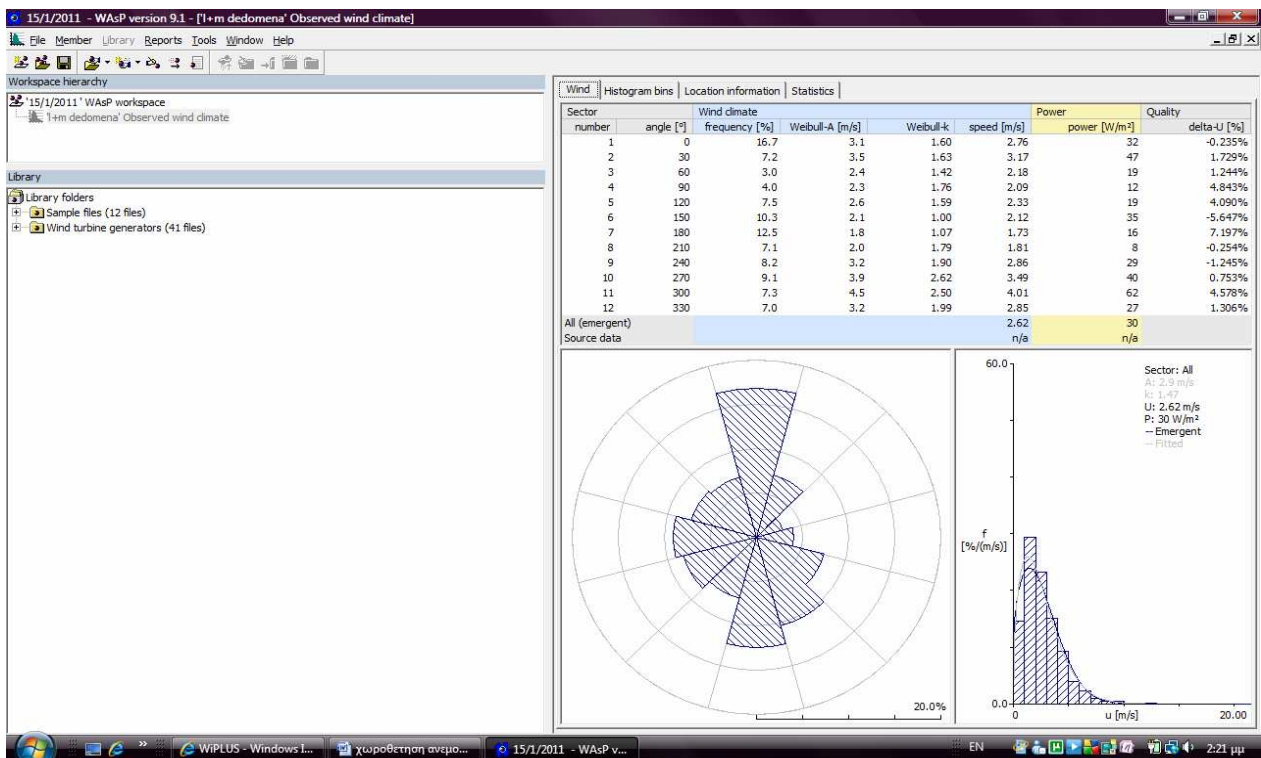 15/1/2011 - WAsP version 9.1 - ['l+m dedomena' Observed wind climate]
File Member Library Reports Tools Window Help
Workspace hierarchy
'15/1/2011' WAsP workspace
'l+m dedomena' Observed wind climate
Library
Library folders
Sample files (12 files)
Wind turbine generators (41 files)
Wind Histogram bins Location information Statistics
Sector Wind climate Power Quality
number angle [°] frequency [%] Weibull-A [m/s] Weibull-k speed [m/s] power [W/m²] delta-U [%]
1 0 16.7 3.1 1.60 2.76 32 -0.235%
2 30 7.2 3.5 1.63 3.17 47 1.729%
3 60 3.0 2.4 1.42 2.18 19 1.244%
4 90 4.0 2.3 1.76 2.09 12 4.843%
5 120 7.5 2.6 1.59 2.33 19 4.090%
6 150 10.3 2.1 1.00 2.12 35 -5.647%
7 180 12.5 1.8 1.07 1.73 16 7.197%
8 210 7.1 2.0 1.79 1.81 8 -0.254%
9 240 8.2 3.2 1.90 2.86 29 -1.245%
10 270 9.1 3.9 2.62 3.49 40 0.753%
11 300 7.3 4.5 2.50 4.01 62 4.578%
12 330 7.0 3.2 1.99 2.85 27 1.306%
All (emergent) 2.62 30
Source data n/a n/a
20.0%
60.0
Sector: All
A: 2.9 m/s
k: 1.47
U: 2.62 m/s
P: 30 W/m²
-- Emergent
-- Fitted
f
[%/(m/s)]
0.0
0 u [m/s] 20.00
WiPLUS - Windows I... χωροθετηση ανεμο... 15/1/2011 - WAsP v... EN 2:21 μμ